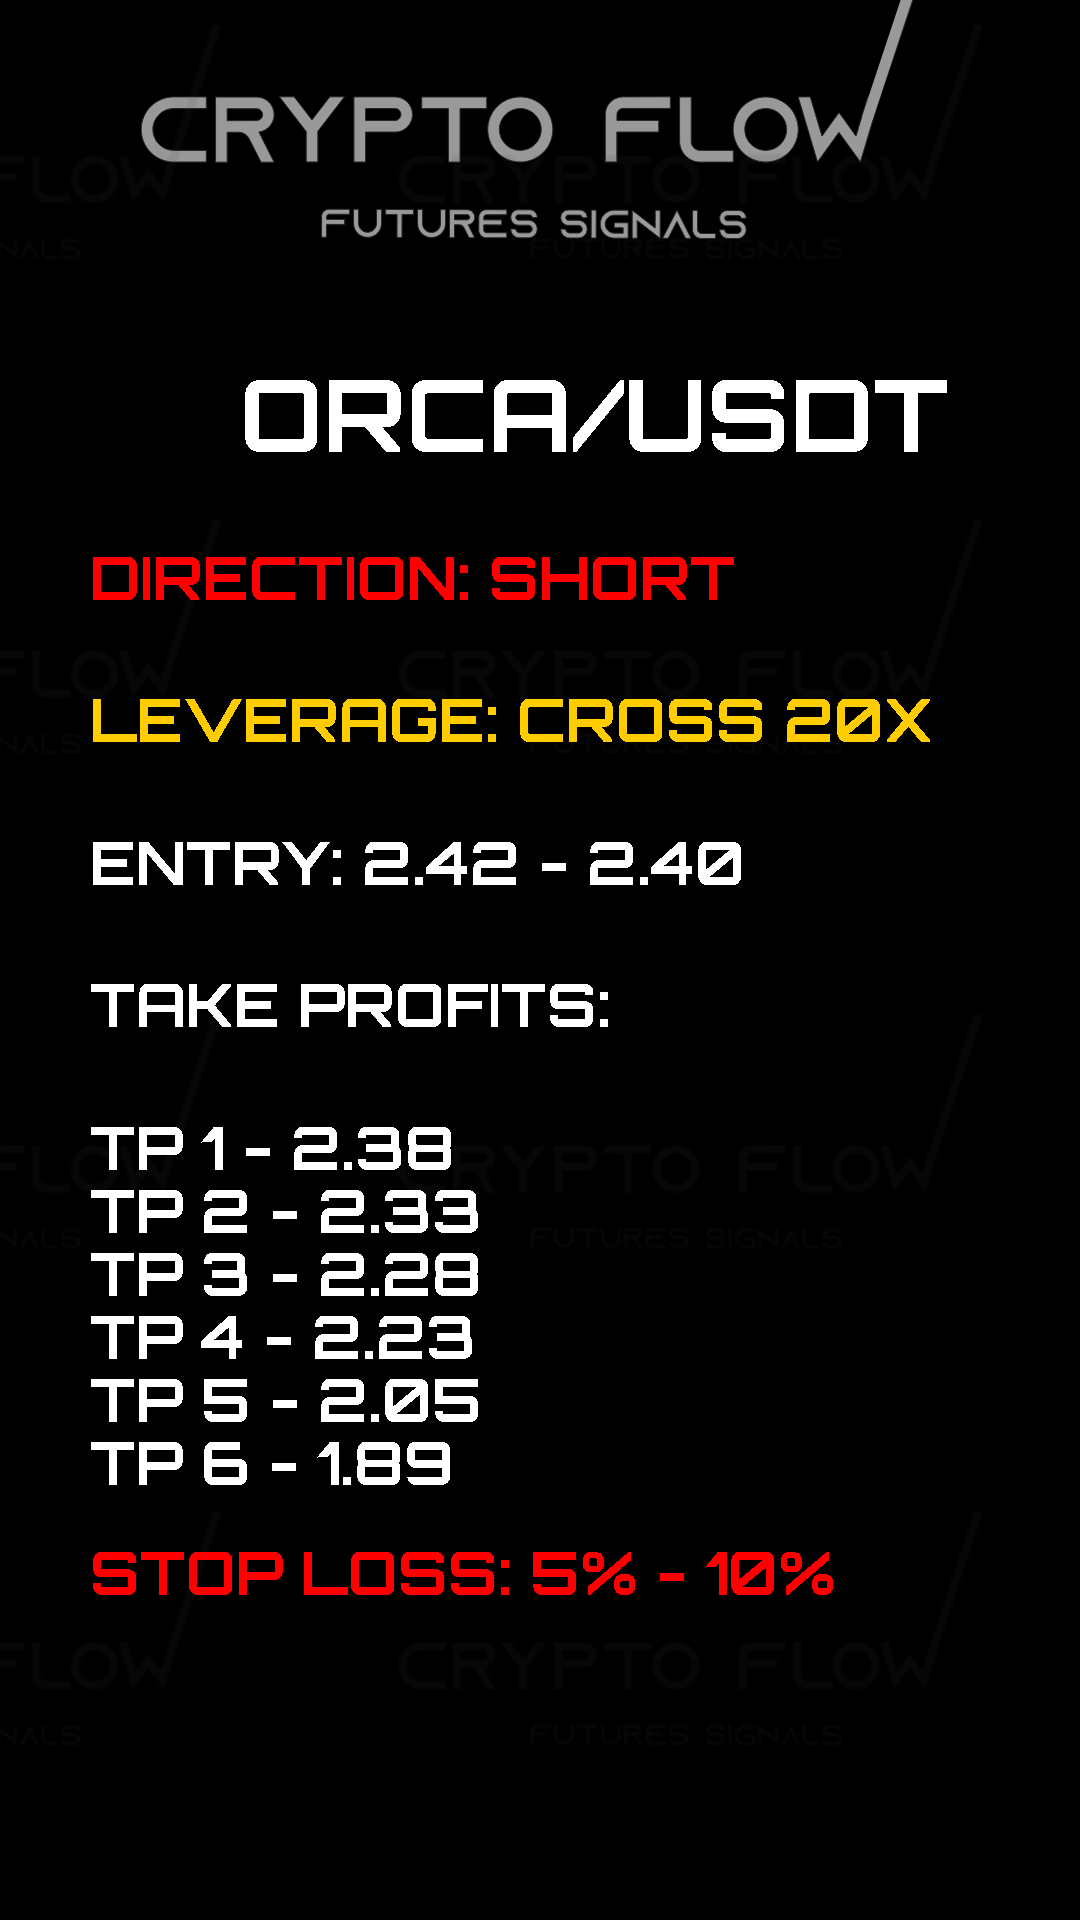 CRYPTO FLOW
FUTURES SIGNALS
ORCA/USDT
DIRECTION: SHORT
LEVERAGE: CROSS 20X
ENTRY: 2.42 - 2.40
TAKE PROFITS:
TP 1 - 2.38
TP 2 - 2.33
TP 3 - 2.28
TP 4 - 2.23
TP 5 - 2.05
TP 6 - 1.89
STOP LOSS: 5% - 10%